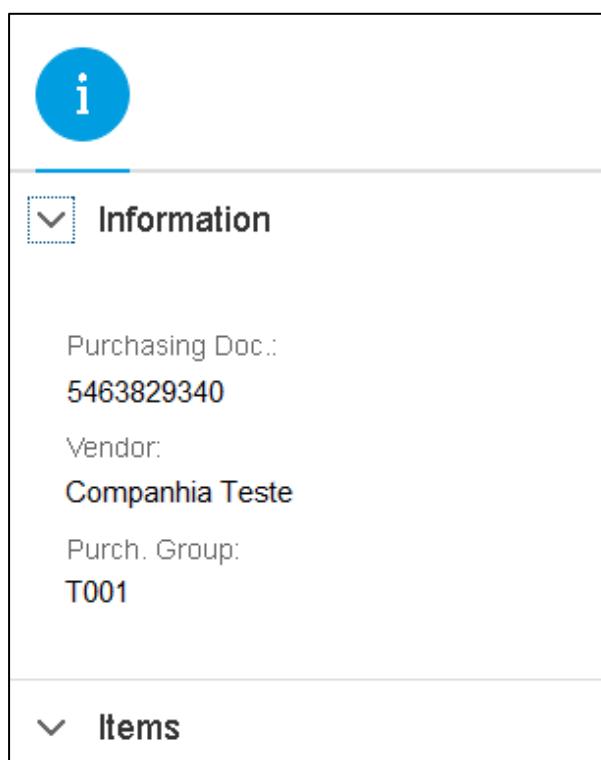 i
Information
Purchasing Doc.:
5463829340
Vendor:
Companhia Teste
Purch. Group:
T001
Items